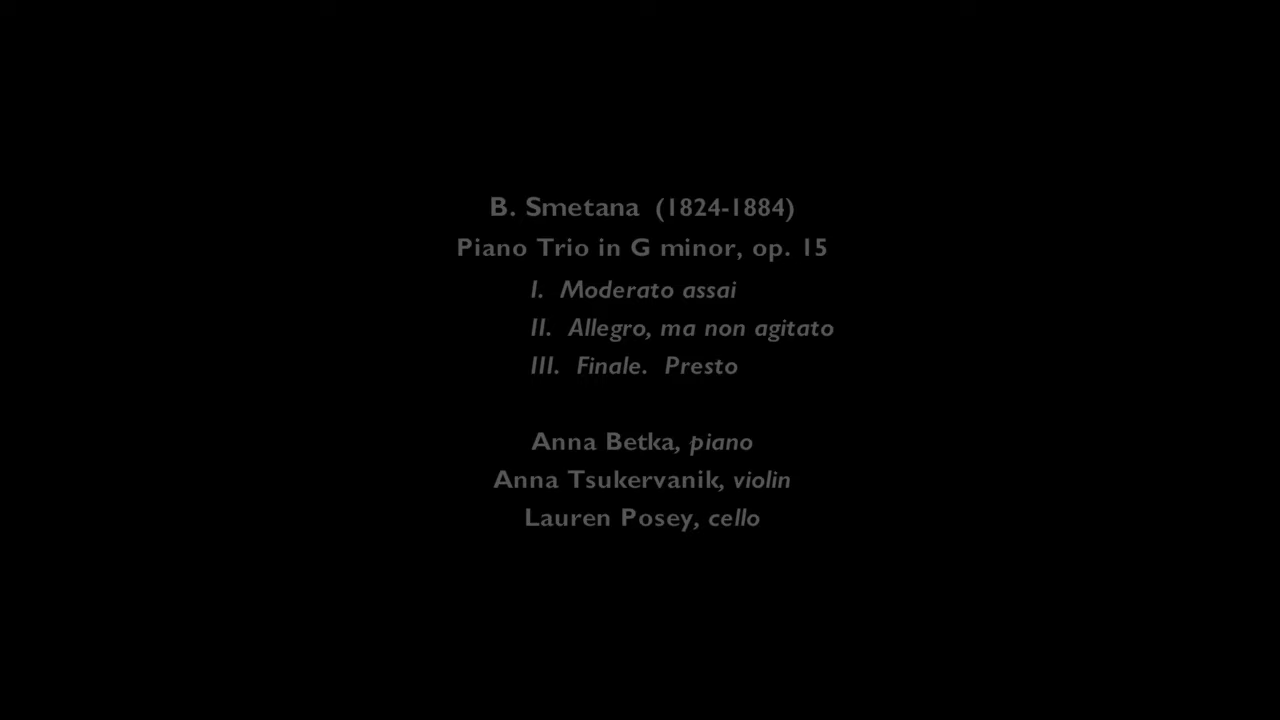 B. Smetana (1824-1884)
Piano Trio in G minor, op. 15
I. Moderato assai
II. Allegro, ma non agitato
III. Finale. Presto
Anna Betka, piano
Anna Tsukervanik, violin
Lauren Posey, cello